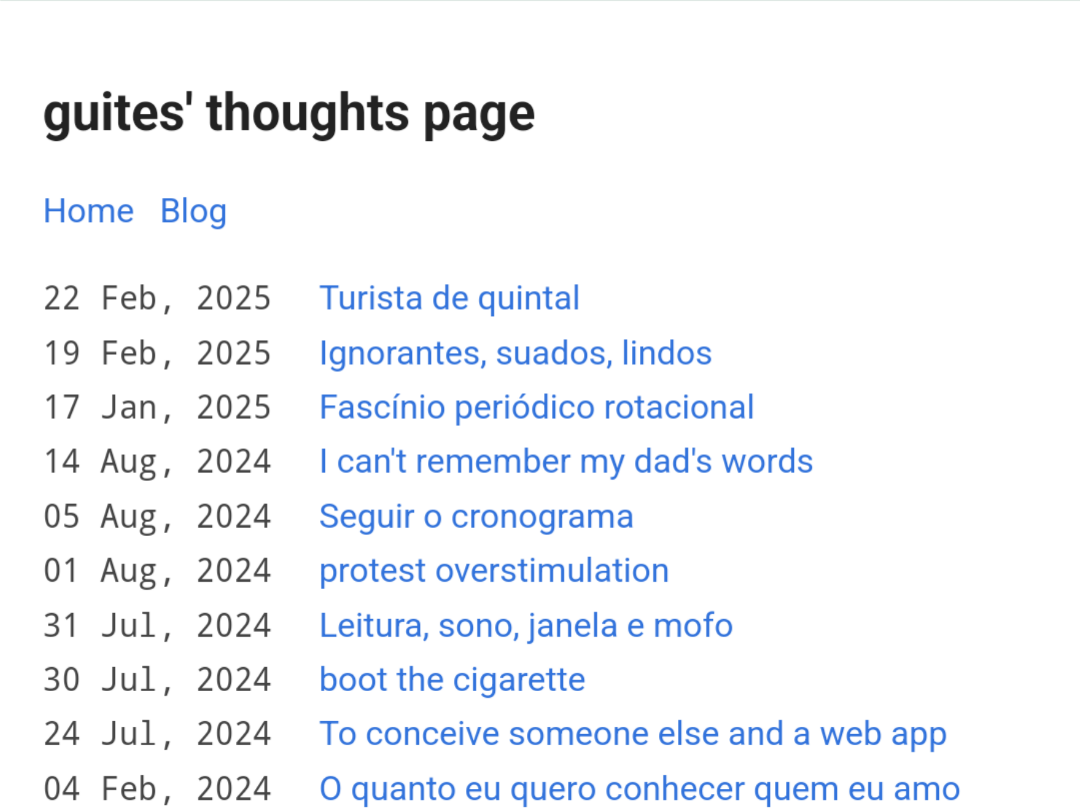 guites' thoughts page
Home Blog
22 Feb, 2025 Turista de quintal
19 Feb, 2025 Ignorantes, suados, lindos
17 Jan, 2025 Fascínio periódico rotacional
14 Aug, 2024 I can't remember my dad's words
05 Aug, 2024 Seguir o cronograma
01 Aug, 2024 protest overstimulation
31 Jul, 2024 Leitura, sono, janela e mofo
30 Jul, 2024 boot the cigarette
24 Jul, 2024 To conceive someone else and a web app
04 Feb, 2024 O quanto eu quero conhecer quem eu amo